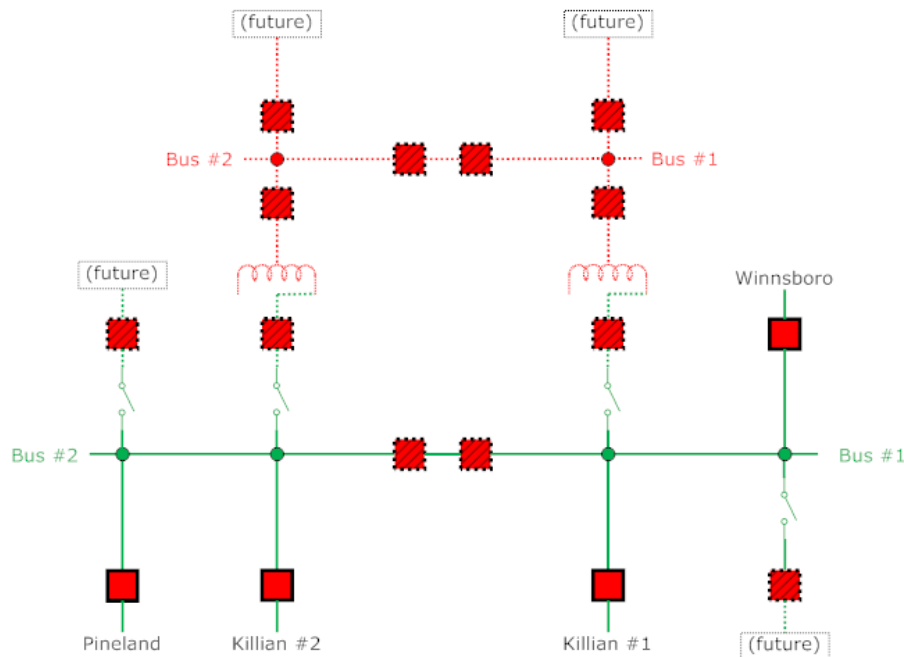 (future)
(future)
Bus #2
Bus #1
(future)
Winnsboro
Bus #2
Bus #1
Pineland
Killian #2
Killian #1
(future)